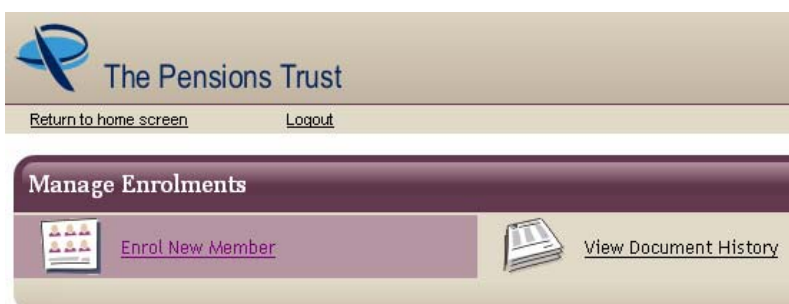 The Pensions Trust
Return to home screen Logout
Manage Enrolments
Enrol New Member View Document History